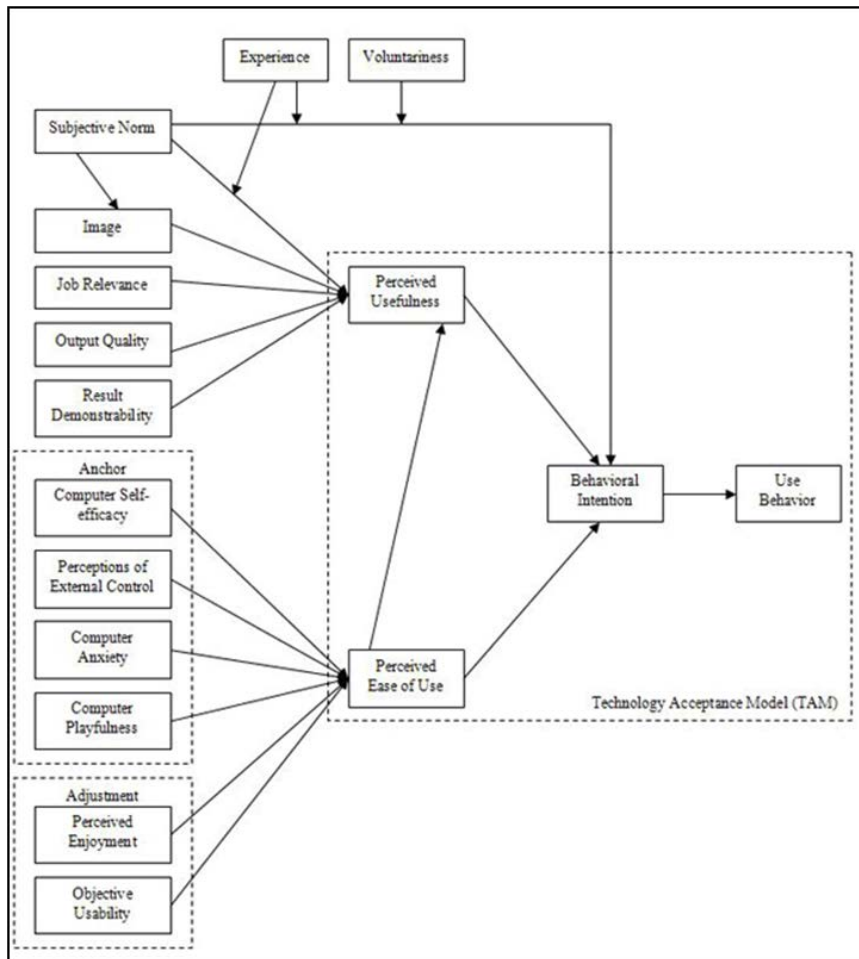 Experience
Voluntariness
Subjective Norm
Image
Job Relevance
Output Quality
Result
Demonstrability
Perceived
Usefulness
Anchor
Computer Self-
efficacy
Perceptions of
External Control
Computer
Anxiety
Computer
Playfulness
Behavioral
Intention
Use
Behavior
Perceived
Ease of Use
Technology Acceptance Model (TAM)
Adjustment
Perceived
Enjoyment
Objective
Usability